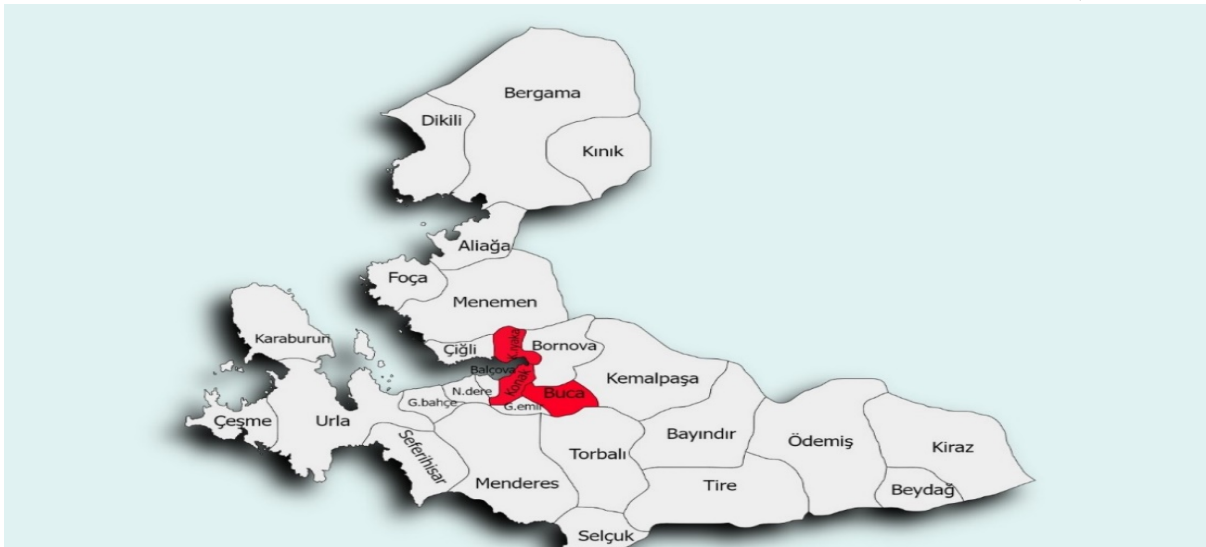 Bergama
Dikili
Kınık
Aliağa
Foça
Menemen
Karaburun
Çiğli
K.yaka
Bornova
Balçova
Konak
Kemalpaşa
N.dere
Buca
G.bahçe
G.emir
Çeşme
Urla
Seferihisar
Bayındır
Ödemiş
Kiraz
Torbalı
Menderes
Tire
Beydağ
Selçuk